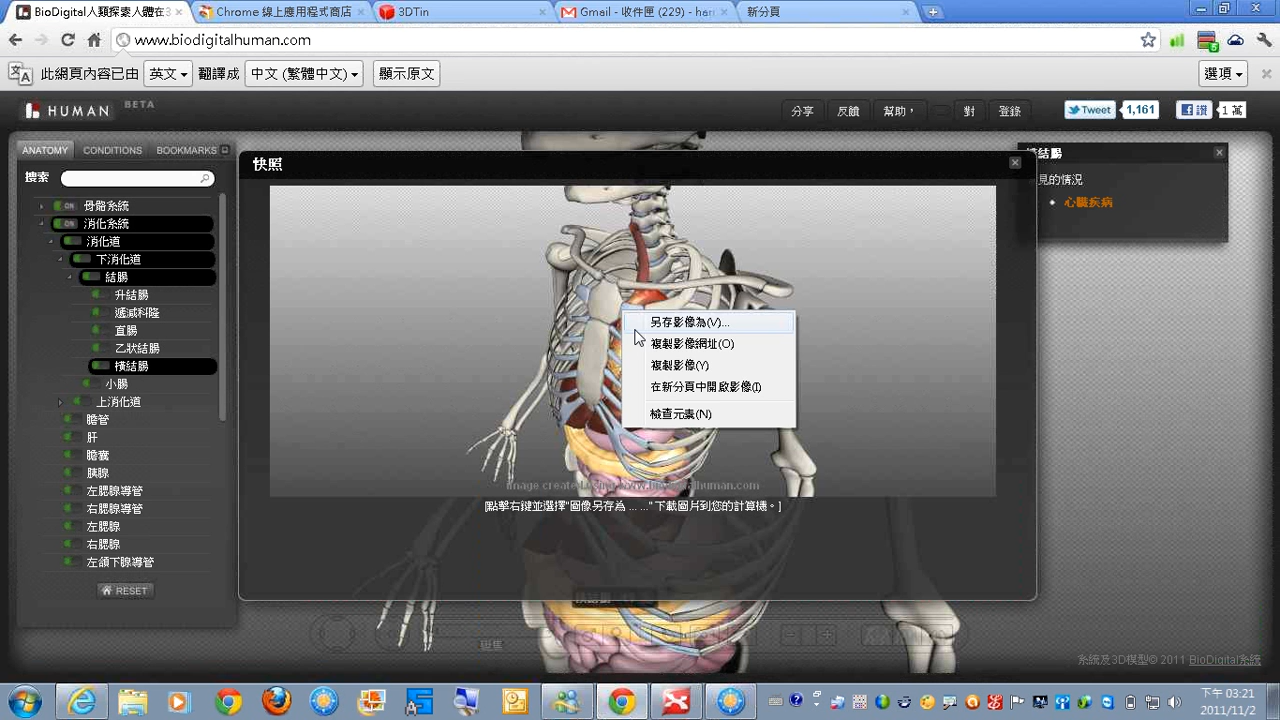 BioDigital人類探索人體在3
Chrome 線上應用程式商店
3DTin
Gmail - 收件匣 (229) - har
新分頁
www.biodigitalhuman.com
5
此網頁內容已由 英文 翻譯成 中文 (繁體中文) 顯示原文 選項
HUMAN BETA
分享 反饋 幫助, 對 登錄 Tweet 1,161 讚 1 萬
ANATOMY CONDITIONS BOOKMARKS
搜索
ON 骨骼系統
ON 消化系統
消化道
下消化道
結腸
升結腸
遞減科隆
直腸
乙狀結腸
橫結腸
小腸
上消化道
膽管
肝
膽囊
胰腺
左腮腺導管
右腮腺導管
左腮腺
右腮腺
左頜下腺導管
RESET
快照
另存影像為(V)...
複製影像網址(O)
複製影像(Y)
在新分頁中開啟影像(I)
檢查元素(N)
Image created using www.biodigitalhuman.com
[點擊右鍵並選擇"圖像另存為 ... ..." 下載圖片到您的計算機。]
結腸
見的情況
心臟疾病
系統及3D模型© 2011 BioDigital系統
下午 03:21
2011/11/2